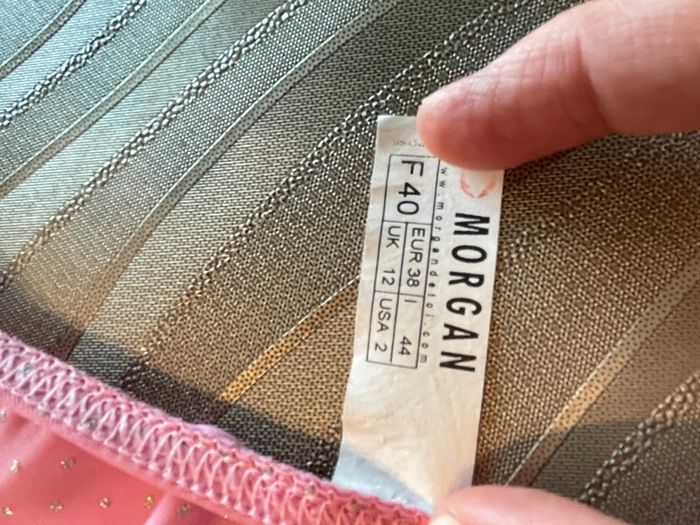 MORGAN
www.morgandetoi.com
F 40
EUR 38
I 44
UK 12
USA 2